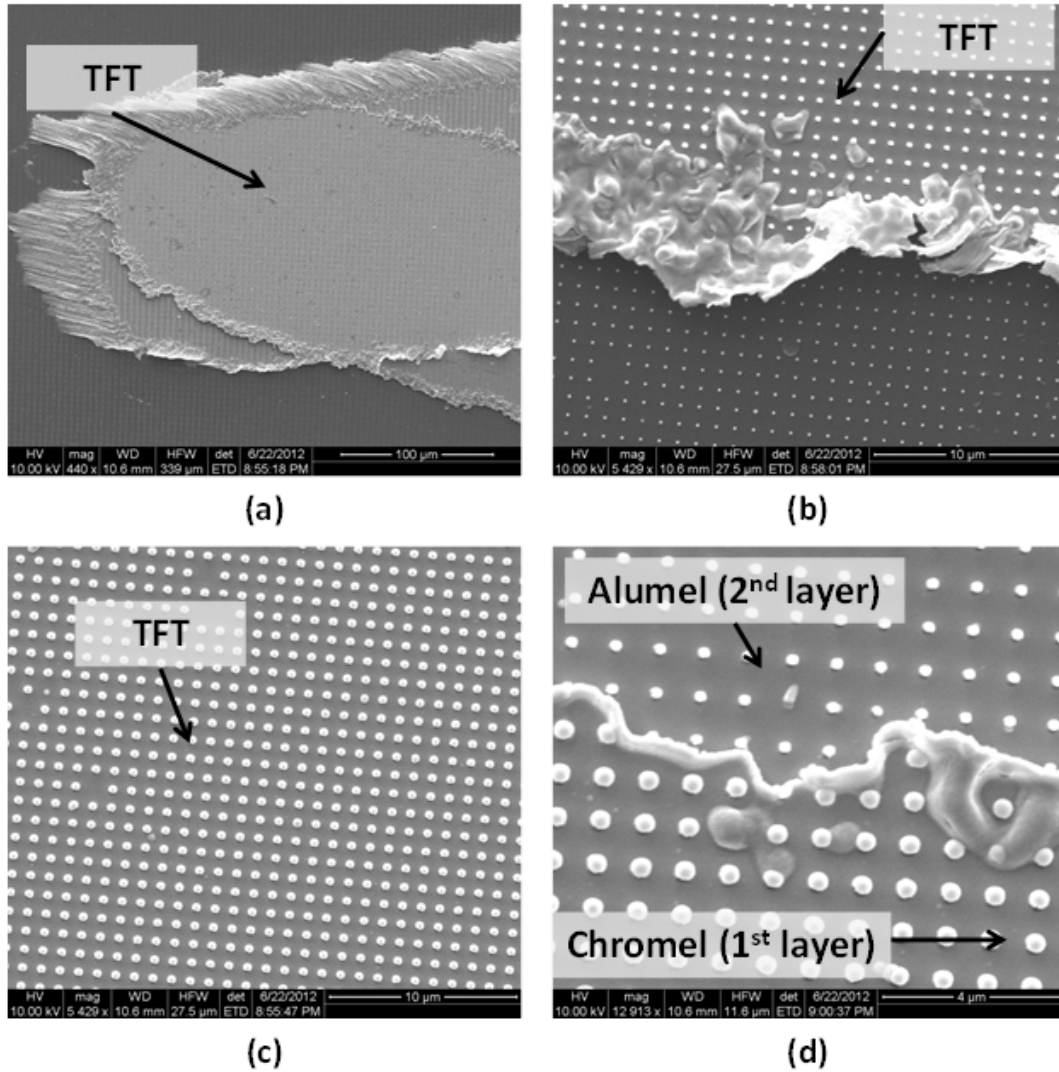 TFT
HV mag WD HFW det 6/22/2012 100 µm
10.00 kV 440 x 10.6 mm 339 µm ETD 8:55:18 PM
(a)
TFT
HV mag WD HFW det 6/22/2012 10 µm
10.00 kV 5 429 x 10.6 mm 27.5 µm ETD 8:58:01 PM
(b)
TFT
HV mag WD HFW det 6/22/2012 10 µm
10.00 kV 5 429 x 10.6 mm 27.5 µm ETD 8:55:47 PM
(c)
Alumel (2nd layer)
Chromel (1st layer)
HV mag WD HFW det 6/22/2012 4 µm
10.00 kV 12 913 x 10.6 mm 11.6 µm ETD 9:00:37 PM
(d)